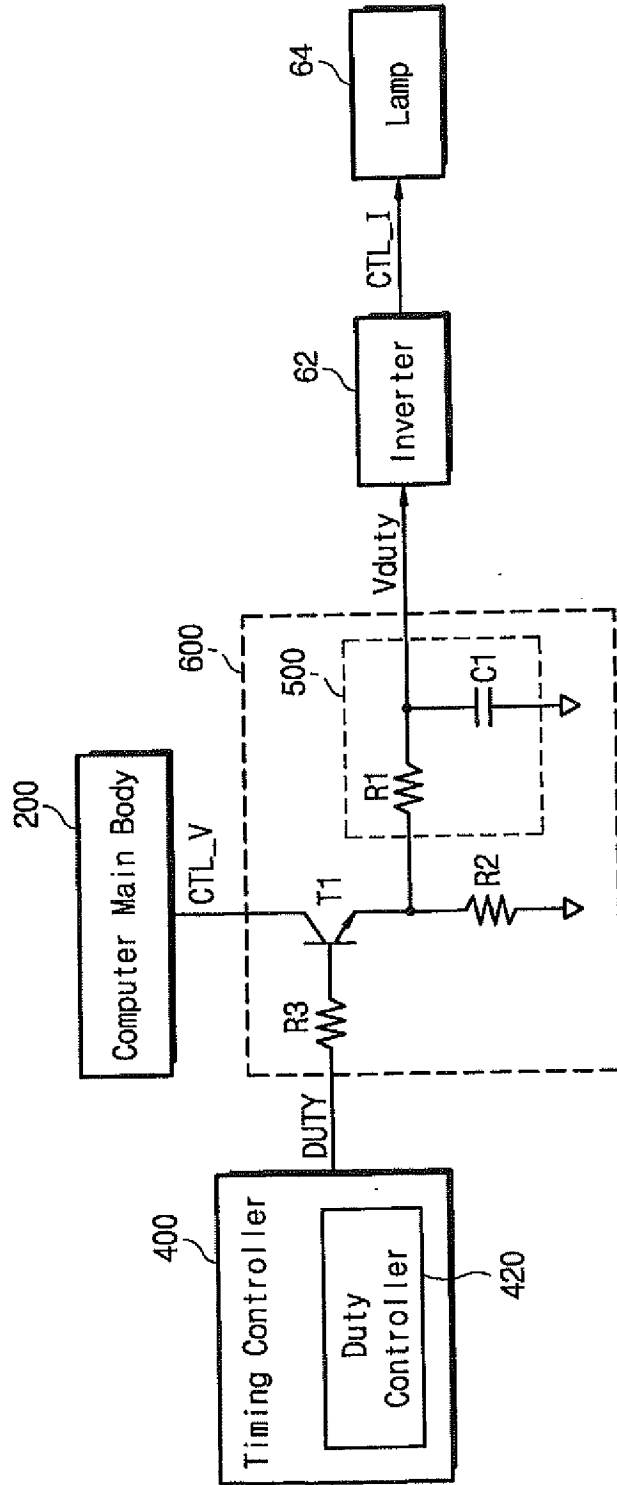 200
Computer Main Body
CTL_V
400
Timing Controller
Duty
Controller
420
DUTY
R3
T1
R2
600
500
R1
C1
Vduty
62
Inverter
CTL_I
64
Lamp